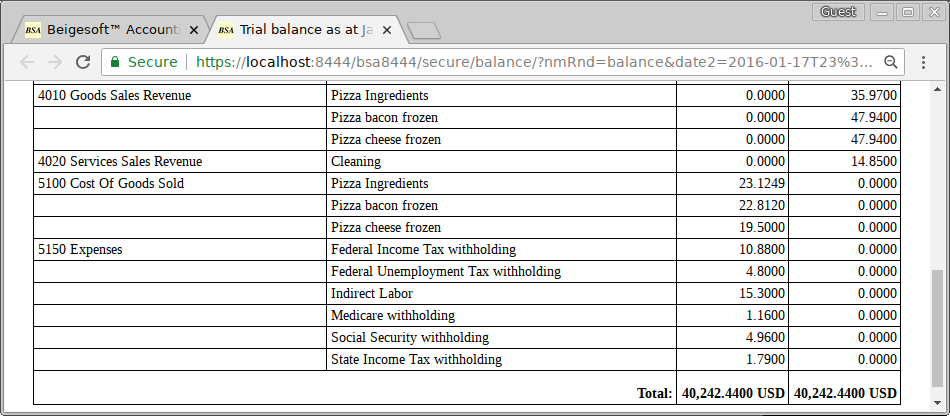 Guest
BSA Beigesoft™ Accounti
BSA Trial balance as at Ja
Secure https://localhost:8444/bsa8444/secure/balance/?nmRnd=balance&date2=2016-01-17T23%3...
4010 Goods Sales Revenue Pizza Ingredients 0.0000 35.9700
Pizza bacon frozen 0.0000 47.9400
Pizza cheese frozen 0.0000 47.9400
4020 Services Sales Revenue Cleaning 0.0000 14.8500
5100 Cost Of Goods Sold Pizza Ingredients 23.1249 0.0000
Pizza bacon frozen 22.8120 0.0000
Pizza cheese frozen 19.5000 0.0000
5150 Expenses Federal Income Tax withholding 10.8800 0.0000
Federal Unemployment Tax withholding 4.8000 0.0000
Indirect Labor 15.3000 0.0000
Medicare withholding 1.1600 0.0000
Social Security withholding 4.9600 0.0000
State Income Tax withholding 1.7900 0.0000
Total: 40,242.4400 USD 40,242.4400 USD